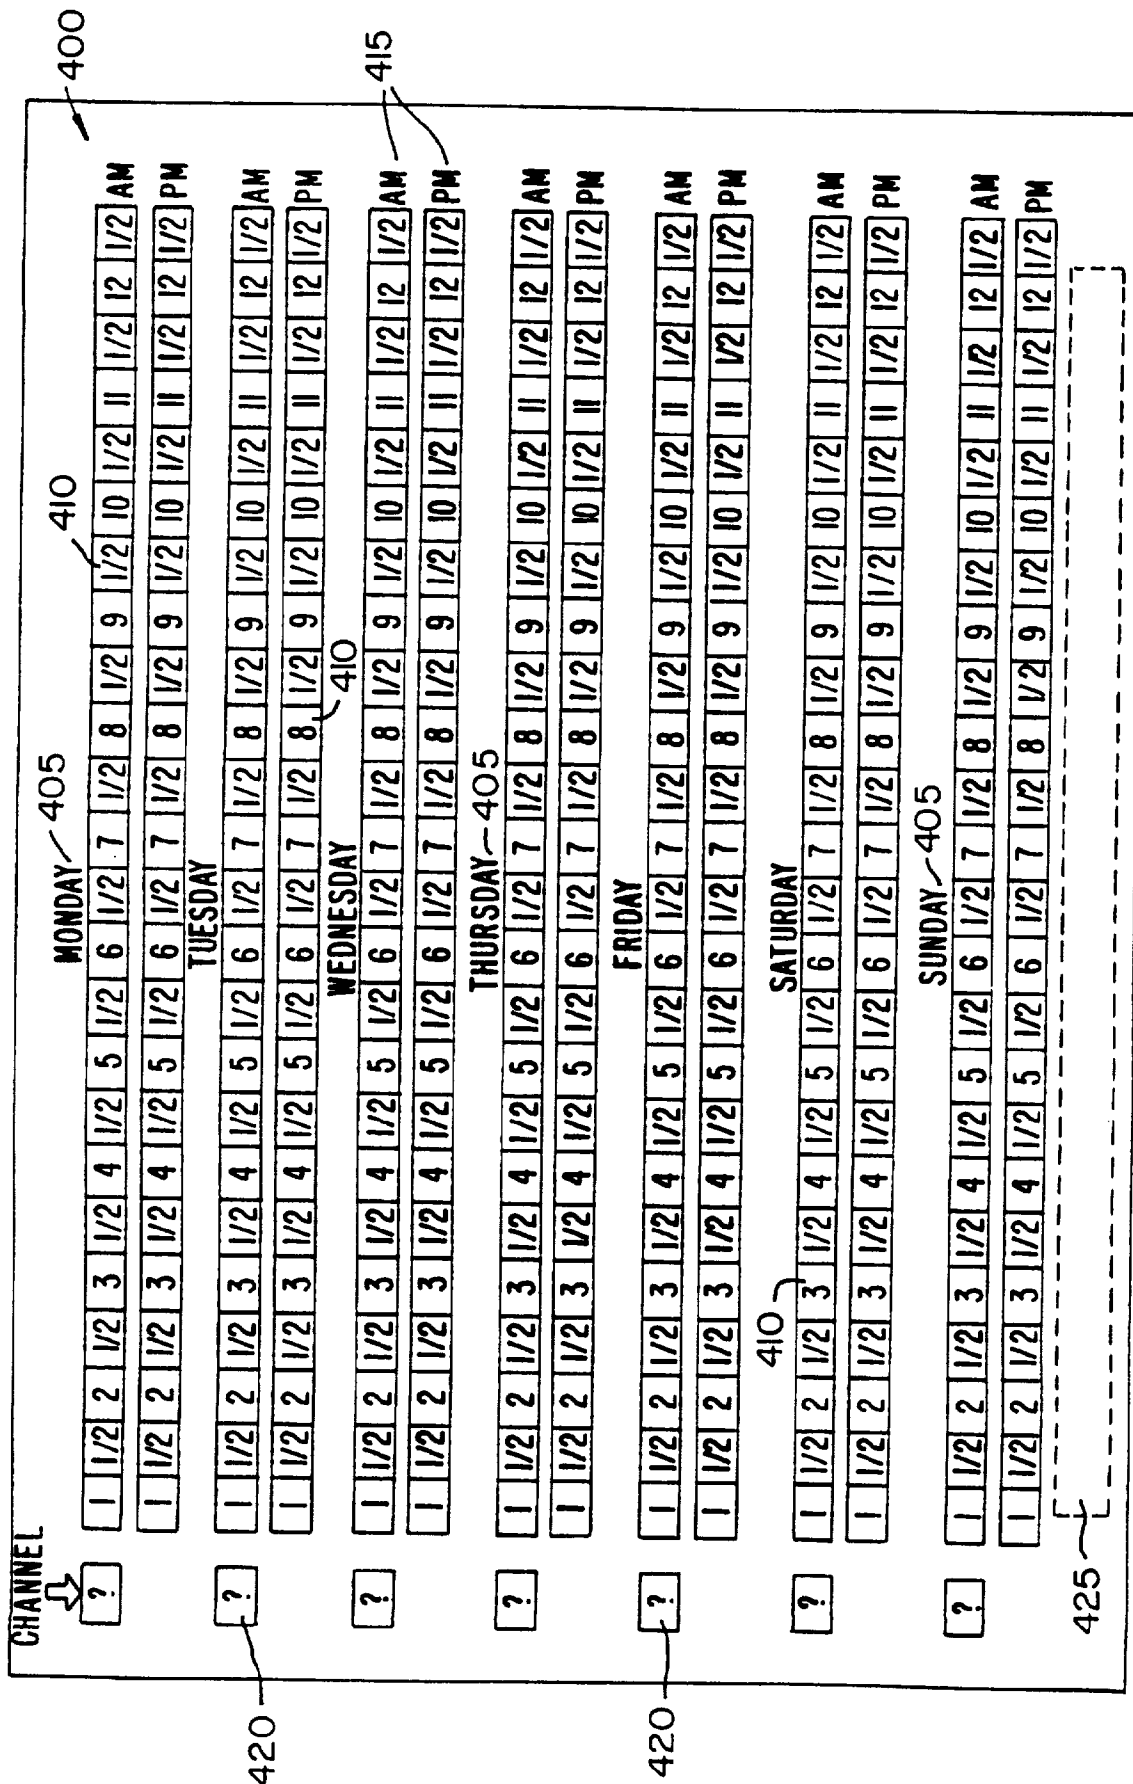 400
CHANNEL
MONDAY 405
410
? 1 1/2 2 1/2 3 1/2 4 1/2 5 1/2 6 1/2 7 1/2 8 1/2 9 1/2 10 1/2 11 1/2 12 1/2 AM
1 1/2 2 1/2 3 1/2 4 1/2 5 1/2 6 1/2 7 1/2 8 1/2 9 1/2 10 1/2 11 1/2 12 1/2 PM
TUESDAY
? 1 1/2 2 1/2 3 1/2 4 1/2 5 1/2 6 1/2 7 1/2 8 1/2 9 1/2 10 1/2 11 1/2 12 1/2 AM
1 1/2 2 1/2 3 1/2 4 1/2 5 1/2 6 1/2 7 1/2 8 1/2 9 1/2 10 1/2 11 1/2 12 1/2 PM
420
410
WEDNESDAY
415
? 1 1/2 2 1/2 3 1/2 4 1/2 5 1/2 6 1/2 7 1/2 8 1/2 9 1/2 10 1/2 11 1/2 12 1/2 AM
1 1/2 2 1/2 3 1/2 4 1/2 5 1/2 6 1/2 7 1/2 8 1/2 9 1/2 10 1/2 11 1/2 12 1/2 PM
THURSDAY 405
? 1 1/2 2 1/2 3 1/2 4 1/2 5 1/2 6 1/2 7 1/2 8 1/2 9 1/2 10 1/2 11 1/2 12 1/2 AM
1 1/2 2 1/2 3 1/2 4 1/2 5 1/2 6 1/2 7 1/2 8 1/2 9 1/2 10 1/2 11 1/2 12 1/2 PM
FRIDAY
? 1 1/2 2 1/2 3 1/2 4 1/2 5 1/2 6 1/2 7 1/2 8 1/2 9 1/2 10 1/2 11 1/2 12 1/2 AM
1 1/2 2 1/2 3 1/2 4 1/2 5 1/2 6 1/2 7 1/2 8 1/2 9 1/2 10 1/2 11 1/2 12 1/2 PM
420
410
SATURDAY
? 1 1/2 2 1/2 3 1/2 4 1/2 5 1/2 6 1/2 7 1/2 8 1/2 9 1/2 10 1/2 11 1/2 12 1/2 AM
1 1/2 2 1/2 3 1/2 4 1/2 5 1/2 6 1/2 7 1/2 8 1/2 9 1/2 10 1/2 11 1/2 12 1/2 PM
SUNDAY 405
? 1 1/2 2 1/2 3 1/2 4 1/2 5 1/2 6 1/2 7 1/2 8 1/2 9 1/2 10 1/2 11 1/2 12 1/2 AM
1 1/2 2 1/2 3 1/2 4 1/2 5 1/2 6 1/2 7 1/2 8 1/2 9 1/2 10 1/2 11 1/2 12 1/2 PM
425